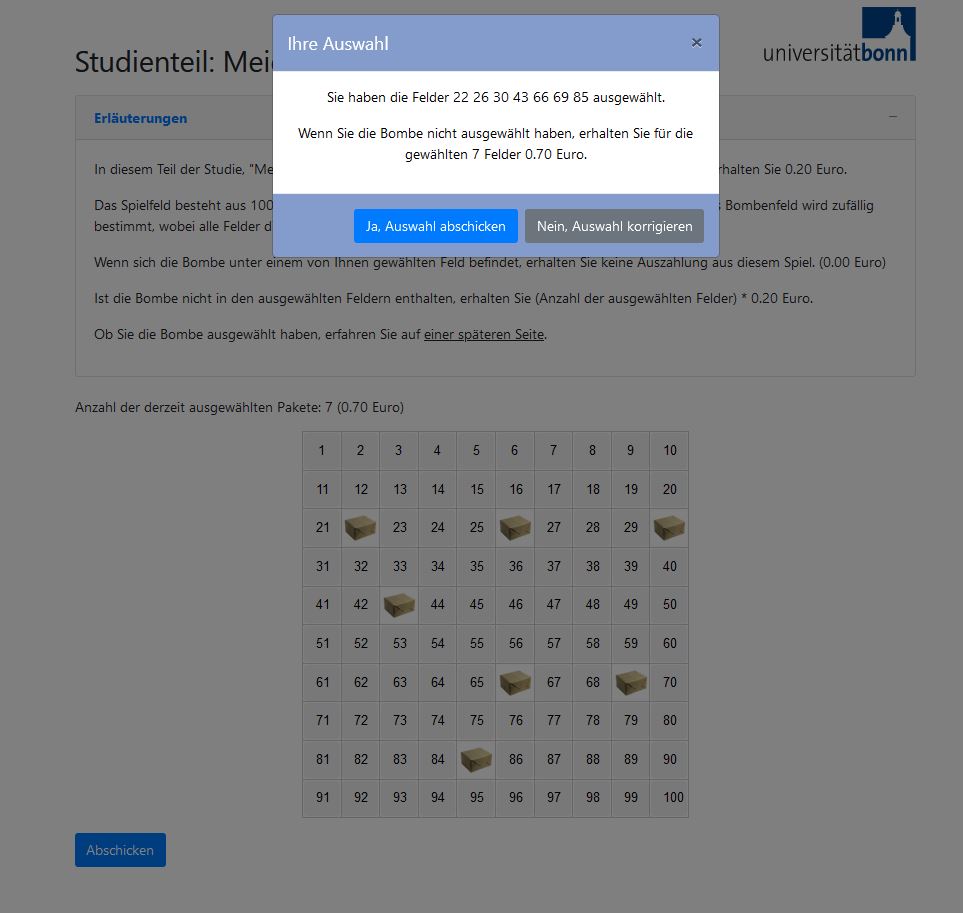 Ihre Auswahl
×
universitätbonn
Studienteil: Mei
Sie haben die Felder 22 26 30 43 66 69 85 ausgewählt.
Wenn Sie die Bombe nicht ausgewählt haben, erhalten Sie für die
gewählten 7 Felder 0.70 Euro.
Ja, Auswahl abschicken
Nein, Auswahl korrigieren
Erläuterungen
−
In diesem Teil der Studie, "Me rhalten Sie 0.20 Euro.
Das Spielfeld besteht aus 100 s Bombenfeld wird zufällig
bestimmt, wobei alle Felder d
Wenn sich die Bombe unter einem von Ihnen gewählten Feld befindet, erhalten Sie keine Auszahlung aus diesem Spiel. (0.00 Euro)
Ist die Bombe nicht in den ausgewählten Feldern enthalten, erhalten Sie (Anzahl der ausgewählten Felder) * 0.20 Euro.
Ob Sie die Bombe ausgewählt haben, erfahren Sie auf einer späteren Seite.
Anzahl der derzeit ausgewählten Pakete: 7 (0.70 Euro)
1 2 3 4 5 6 7 8 9 10
11 12 13 14 15 16 17 18 19 20
21 23 24 25 27 28 29
31 32 33 34 35 36 37 38 39 40
41 42 44 45 46 47 48 49 50
51 52 53 54 55 56 57 58 59 60
61 62 63 64 65 67 68 70
71 72 73 74 75 76 77 78 79 80
81 82 83 84 86 87 88 89 90
91 92 93 94 95 96 97 98 99 100
Abschicken